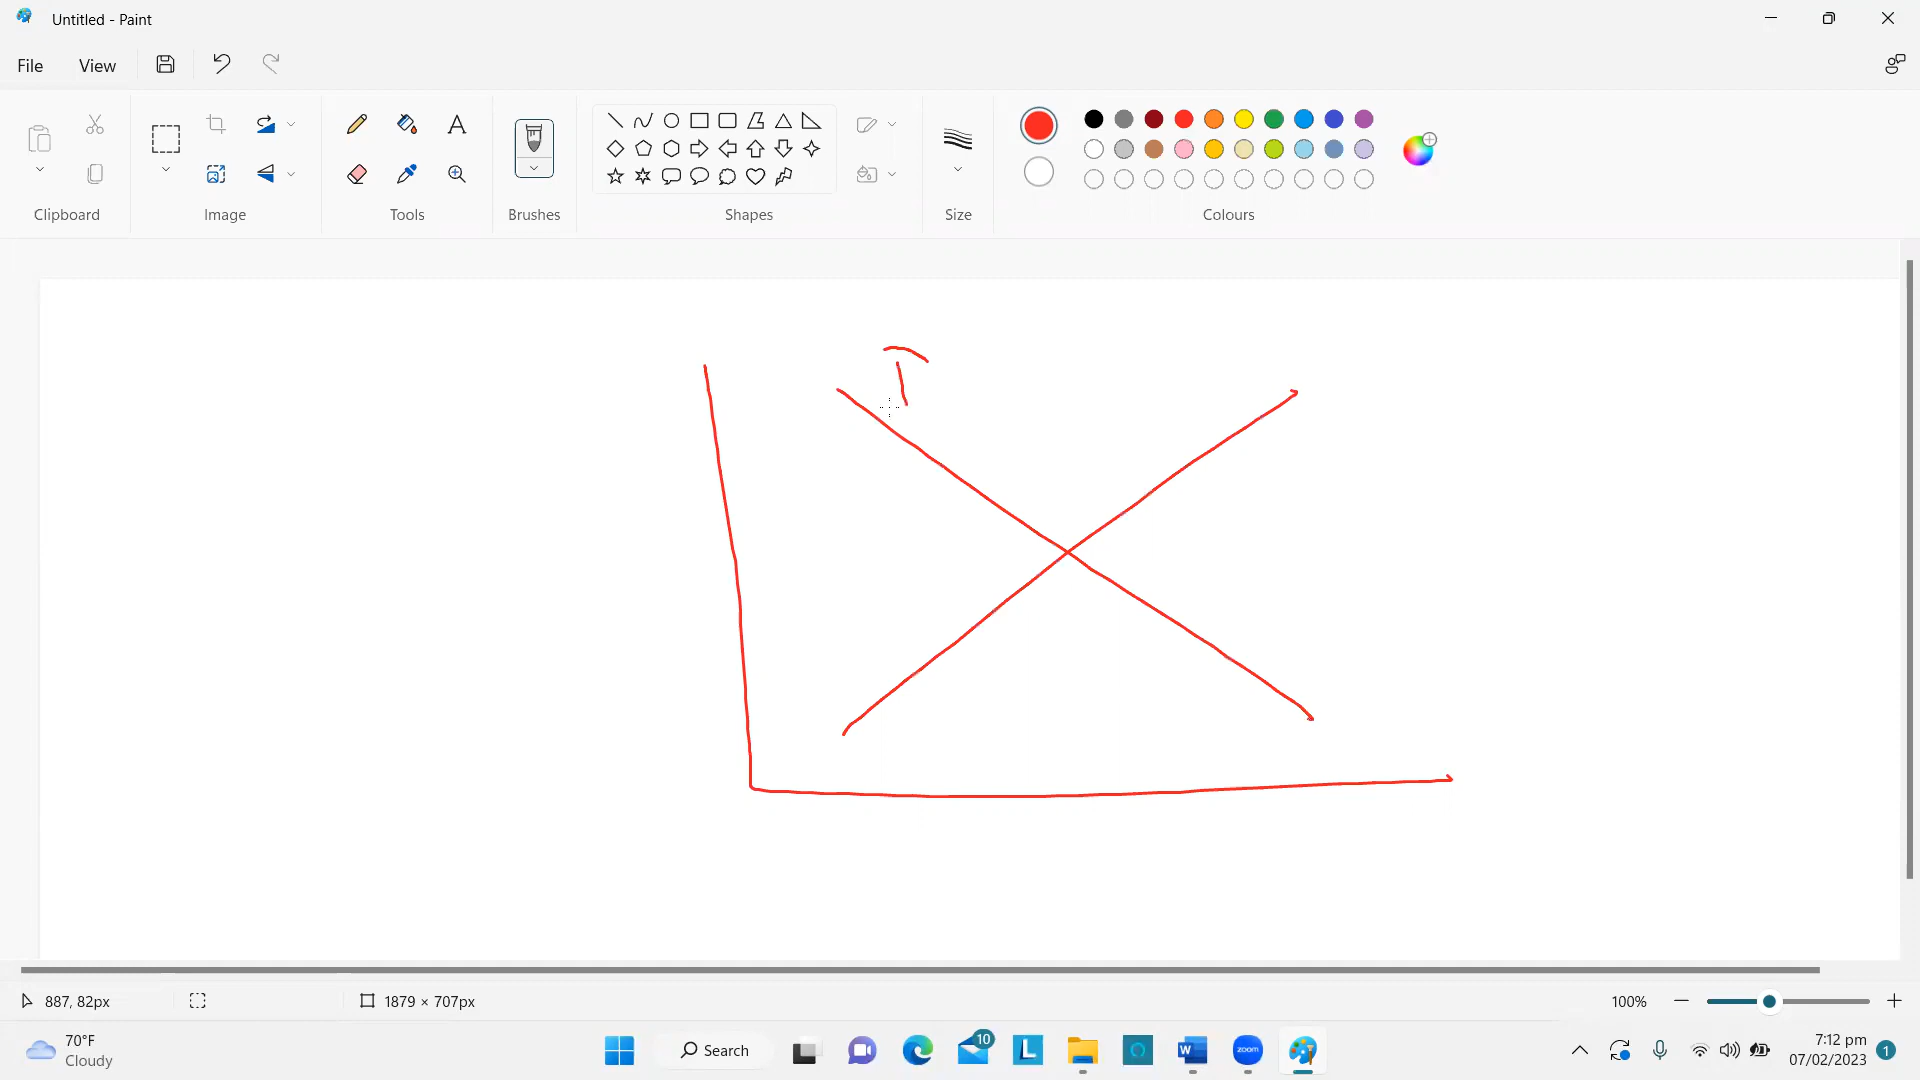 Untitled - Paint
File View
Clipboard Image Tools Brushes Shapes Size Colours
887, 82px 1879 × 707px 100%
70°F
Cloudy
Search
10
L
W
zoom
7:12 pm
07/02/2023
1